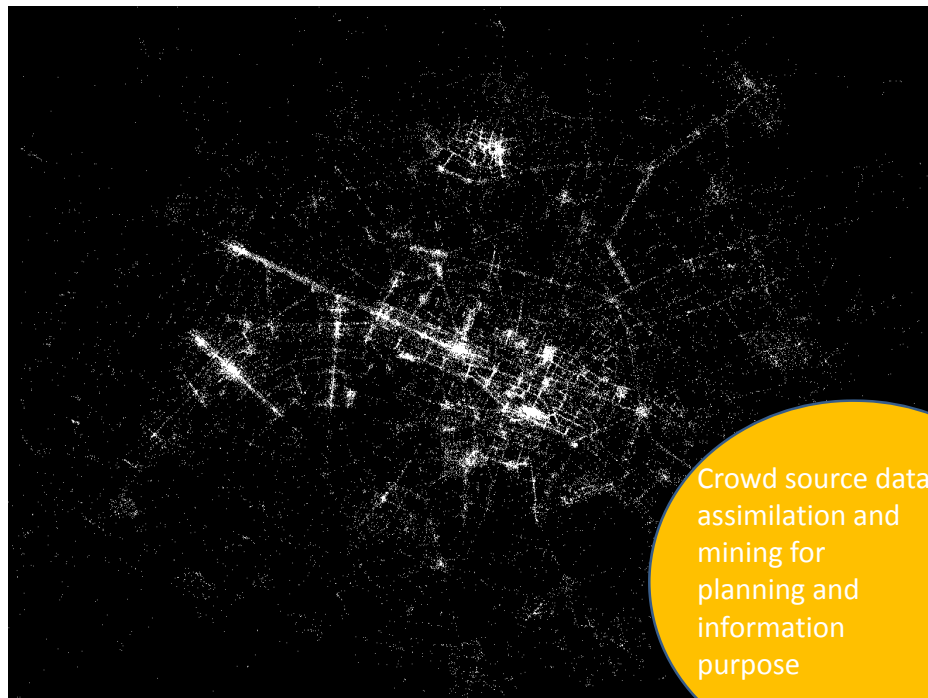 Crowd source data
assimilation and
mining for
planning and
information
purpose